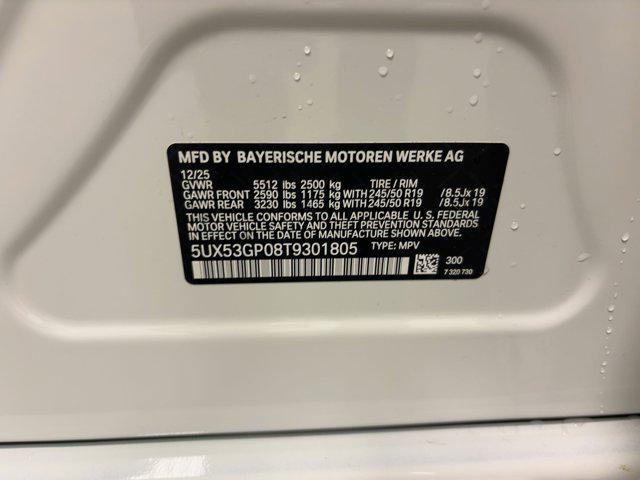 MFD BY BAYERISCHE MOTOREN WERKE AG
12/25
GVWR 5512 lbs 2500 kg TIRE / RIM
GAWR FRONT 2590 lbs 1175 kg WITH 245/50 R19 /8.5Jx 19
GAWR REAR 3230 lbs 1465 kg WITH 245/50 R19 /8.5Jx 19
THIS VEHICLE CONFORMS TO ALL APPLICABLE U. S. FEDERAL
MOTOR VEHICLE SAFETY AND THEFT PREVENTION STANDARDS
IN EFFECT ON THE DATE OF MANUFACTURE SHOWN ABOVE.
5UX53GP08T9301805 TYPE: MPV
300
7 320 730